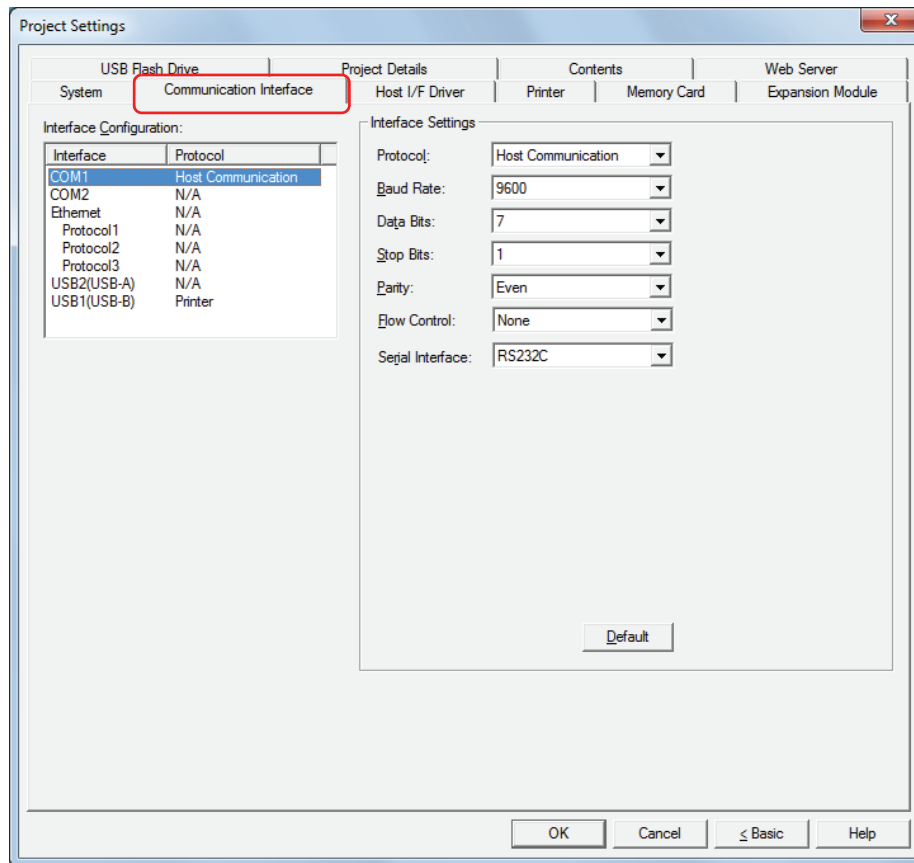 Project Settings
USB Flash Drive Project Details Contents Web Server
System Communication Interface Host I/F Driver Printer Memory Card Expansion Module
Interface Configuration:
Interface Protocol
COM1 Host Communication
COM2 N/A
Ethernet N/A
Protocol1 N/A
Protocol2 N/A
Protocol3 N/A
USB2(USB-A) N/A
USB1(USB-B) Printer
Interface Settings
Protocol: Host Communication
Baud Rate: 9600
Data Bits: 7
Stop Bits: 1
Parity: Even
Flow Control: None
Serial Interface: RS232C
Default
OK Cancel < Basic Help